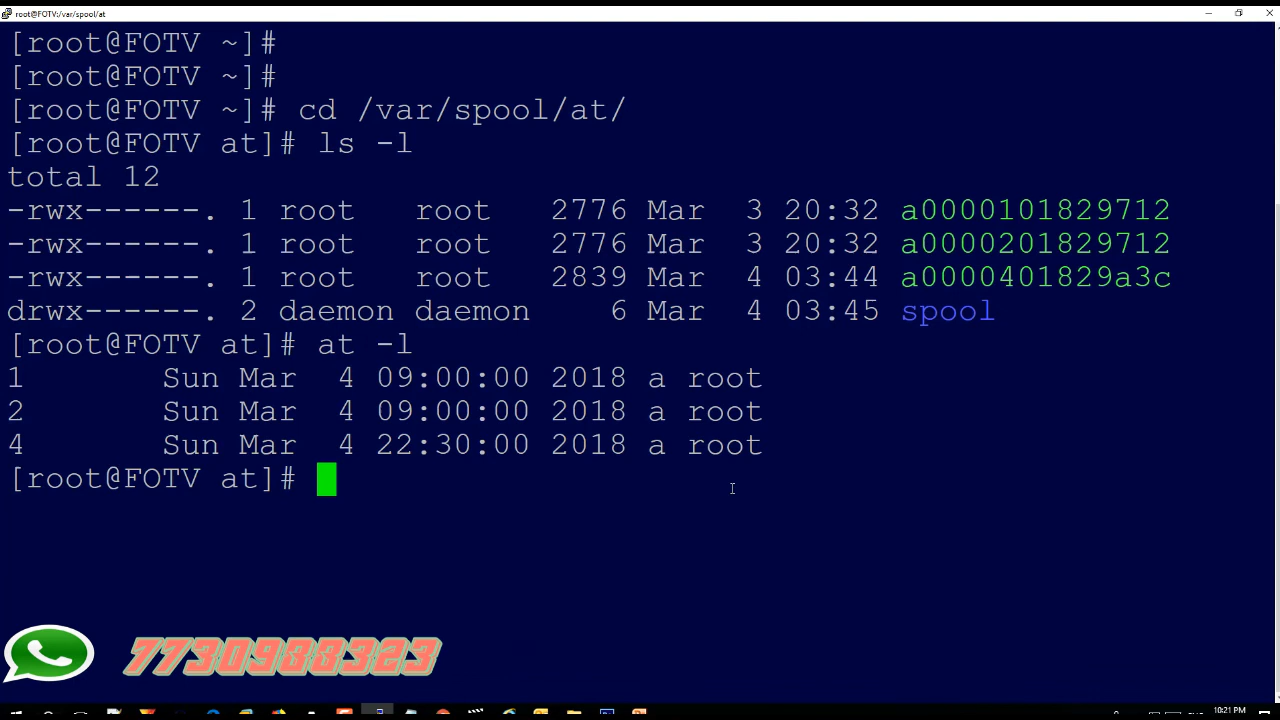 root@FOTV:/var/spool/at
[root@FOTV ~]#
[root@FOTV ~]#
[root@FOTV ~]# cd /var/spool/at/
[root@FOTV at]# ls -l
total 12
-rwx------. 1 root   root   2776 Mar  3 20:32 a0000101829712
-rwx------. 1 root   root   2776 Mar  3 20:32 a0000201829712
-rwx------. 1 root   root   2839 Mar  4 03:44 a0000401829a3c
drwx------. 2 daemon daemon    6 Mar  4 03:45 spool
[root@FOTV at]# at -l
1       Sun Mar  4 09:00:00 2018 a root
2       Sun Mar  4 09:00:00 2018 a root
4       Sun Mar  4 22:30:00 2018 a root
[root@FOTV at]#
7730988323
10:21 PM